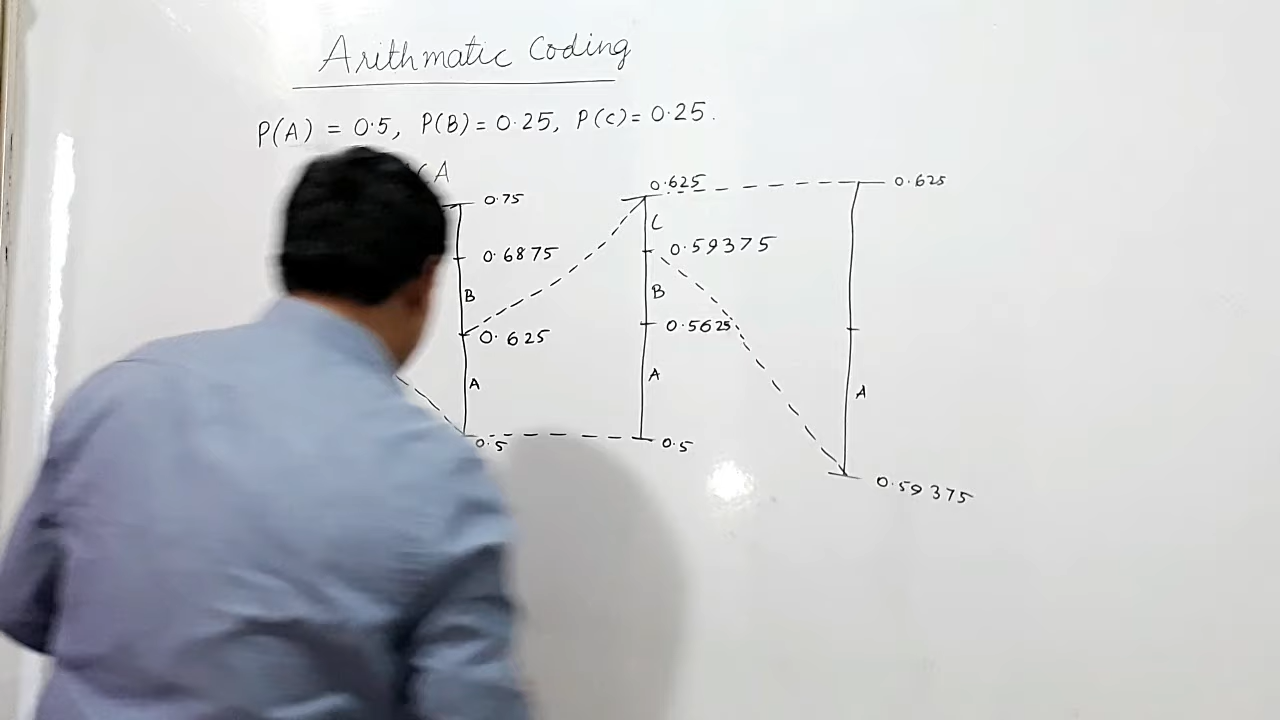 Arithmatic Coding
P(A) = 0.5, P(B) = 0.25, P(C) = 0.25.
CA
0.75
0.6875
B
0.625
A
0.5
0.625
C
0.59375
B
0.5625
A
0.5
0.625
A
0.59375